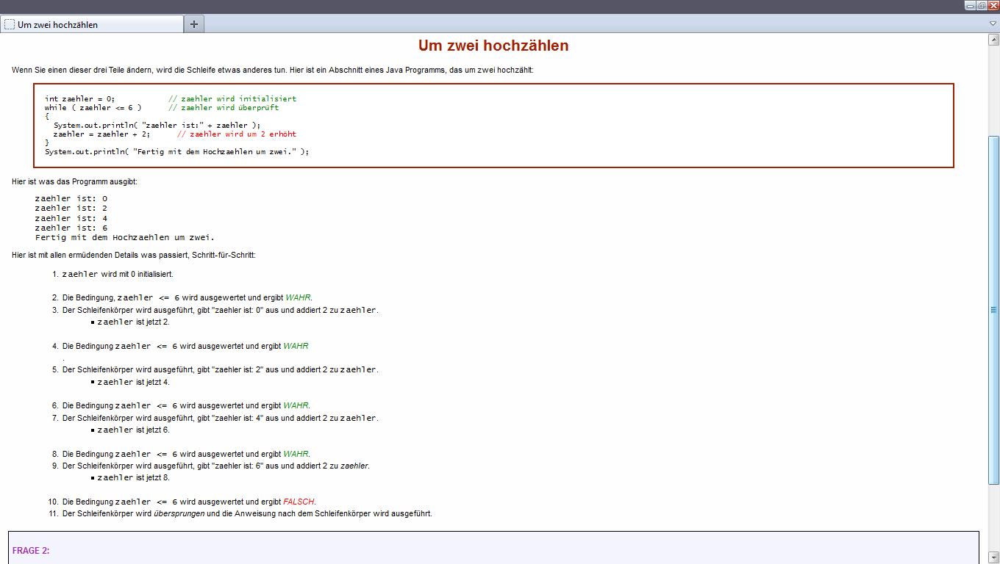 Um zwei hochzählen
Um zwei hochzählen
Wenn Sie einen dieser drei Teile ändern, wird die Schleife etwas anderes tun. Hier ist ein Abschnitt eines Java Programms, das um zwei hochzählt:
int zaehler = 0;            // zaehler wird initialisiert
while ( zaehler <= 6 )      // zaehler wird überprüft
{
  System.out.println( "zaehler ist:" + zaehler );
  zaehler = zaehler + 2;      // zaehler wird um 2 erhöht
}
System.out.println( "Fertig mit dem Hochzaehlen um zwei." );
Hier ist was das Programm ausgibt:
zaehler ist: 0
zaehler ist: 2
zaehler ist: 4
zaehler ist: 6
Fertig mit dem Hochzaehlen um zwei.
Hier ist mit allen ermüdenden Details was passiert, Schritt-für-Schritt:
1. zaehler wird mit 0 initialisiert.
2. Die Bedingung, zaehler <= 6 wird ausgewertet und ergibt WAHR.
3. Der Schleifenkörper wird ausgeführt, gibt "zaehler ist: 0" aus und addiert 2 zu zaehler.
▪ zaehler ist jetzt 2.
4. Die Bedingung zaehler <= 6 wird ausgewertet und ergibt WAHR
.
5. Der Schleifenkörper wird ausgeführt, gibt "zaehler ist: 2" aus und addiert 2 zu zaehler.
▪ zaehler ist jetzt 4.
6. Die Bedingung zaehler <= 6 wird ausgewertet und ergibt WAHR.
7. Der Schleifenkörper wird ausgeführt, gibt "zaehler ist: 4" aus und addiert 2 zu zaehler.
▪ zaehler ist jetzt 6.
8. Die Bedingung zaehler <= 6 wird ausgewertet und ergibt WAHR.
9. Der Schleifenkörper wird ausgeführt, gibt "zaehler ist: 6" aus und addiert 2 zu zaehler.
▪ zaehler ist jetzt 8.
10. Die Bedingung zaehler <= 6 wird ausgewertet und ergibt FALSCH.
11. Der Schleifenkörper wird übersprungen und die Anweisung nach dem Schleifenkörper wird ausgeführt.
FRAGE 2: